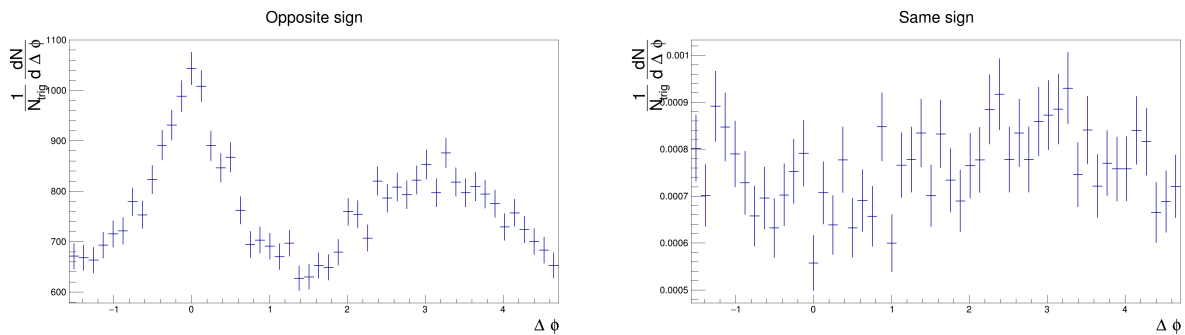 Opposite sign
1
N_trig
dN
d Δ ϕ
1100
1000
900
800
700
600
−1 0 1 2 3 4
Δ ϕ
Same sign
1
N_trig
dN
d Δ ϕ
0.001
0.0009
0.0008
0.0007
0.0006
0.0005
−1 0 1 2 3 4
Δ ϕ